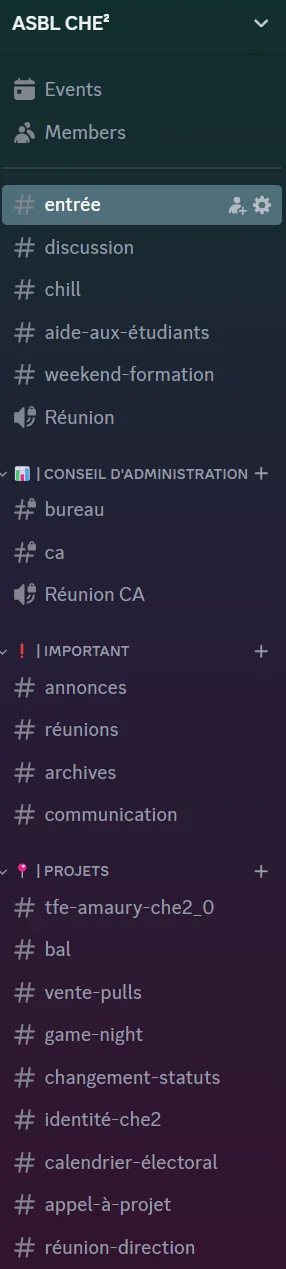 ASBL CHE²
Events
Members
entrée
discussion
chill
aide-aux-étudiants
weekend-formation
Réunion
| CONSEIL D'ADMINISTRATION
bureau
ca
Réunion CA
| IMPORTANT
annonces
réunions
archives
communication
| PROJETS
tfe-amaury-che2_0
bal
vente-pulls
game-night
changement-statuts
identité-che2
calendrier-électoral
appel-à-projet
réunion-direction